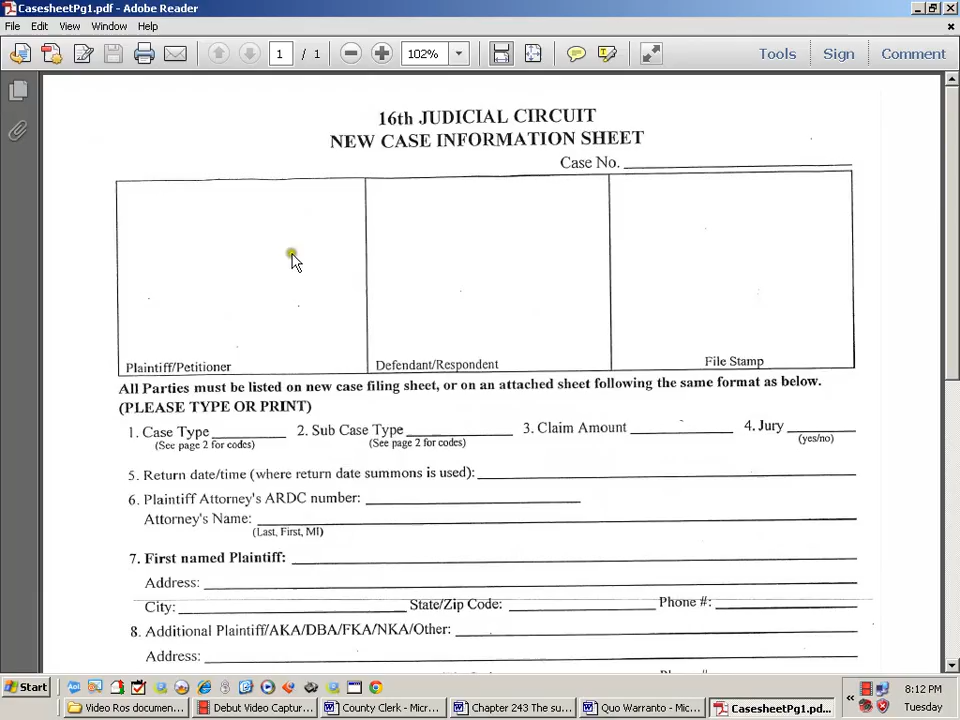 CasesheetPg1.pdf - Adobe Reader
File Edit View Window Help
1 / 1 102% Tools Sign Comment
16th JUDICIAL CIRCUIT
NEW CASE INFORMATION SHEET
Case No.
Plaintiff/Petitioner Defendant/Respondent File Stamp
All Parties must be listed on new case filing sheet, or on an attached sheet following the same format as below.
(PLEASE TYPE OR PRINT)
1. Case Type 2. Sub Case Type 3. Claim Amount 4. Jury
(See page 2 for codes) (See page 2 for codes) (yes/no)
5. Return date/time (where return date summons is used):
6. Plaintiff Attorney's ARDC number:
Attorney's Name:
(Last, First, MI)
7. First named Plaintiff:
Address:
City: State/Zip Code: Phone #:
8. Additional Plaintiff/AKA/DBA/FKA/NKA/Other:
Address:
Start 8:12 PM
Video Ros documen... Debut Video Captur... County Clerk - Micr... Chapter 243 The su... Quo Warranto - Mic... CasesheetPg1.pd... Tuesday